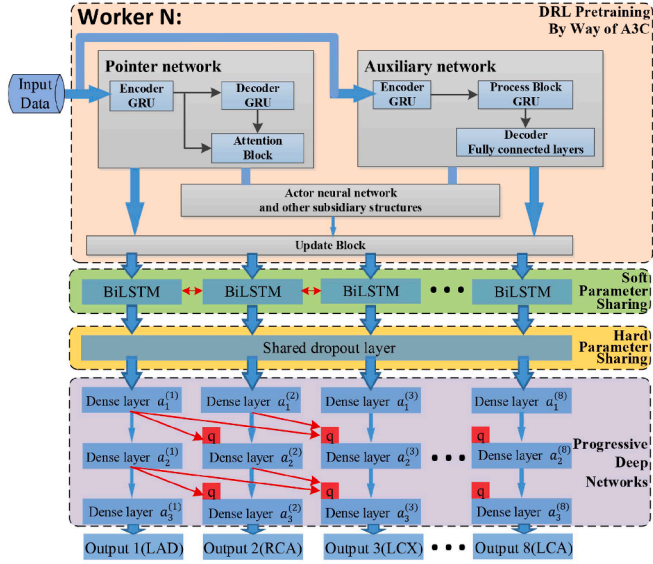 Worker N:
DRL Pretraining
By Way of A3C
Input
Data
Pointer network
Encoder
GRU
Decoder
GRU
Attention
Block
Auxiliary network
Encoder
GRU
Process Block
GRU
Decoder
Fully connected layers
Actor neural network
and other subsidiary structures
Update Block
BiLSTM
BiLSTM
BiLSTM
BiLSTM
Soft
Parameter
Sharing
Shared dropout layer
Hard
Parameter
Sharing
Dense layer a₁⁽¹⁾
Dense layer a₁⁽²⁾
Dense layer a₁⁽³⁾
Dense layer a₁⁽⁸⁾
q
q
q
Dense layer a₂⁽¹⁾
Dense layer a₂⁽²⁾
Dense layer a₂⁽³⁾
Dense layer a₂⁽⁸⁾
q
q
q
Dense layer a₃⁽¹⁾
Dense layer a₃⁽²⁾
Dense layer a₃⁽³⁾
Dense layer a₃⁽⁸⁾
Progressive
Deep
Networks
Output 1(LAD)
Output 2(RCA)
Output 3(LCX)
Output 8(LCA)